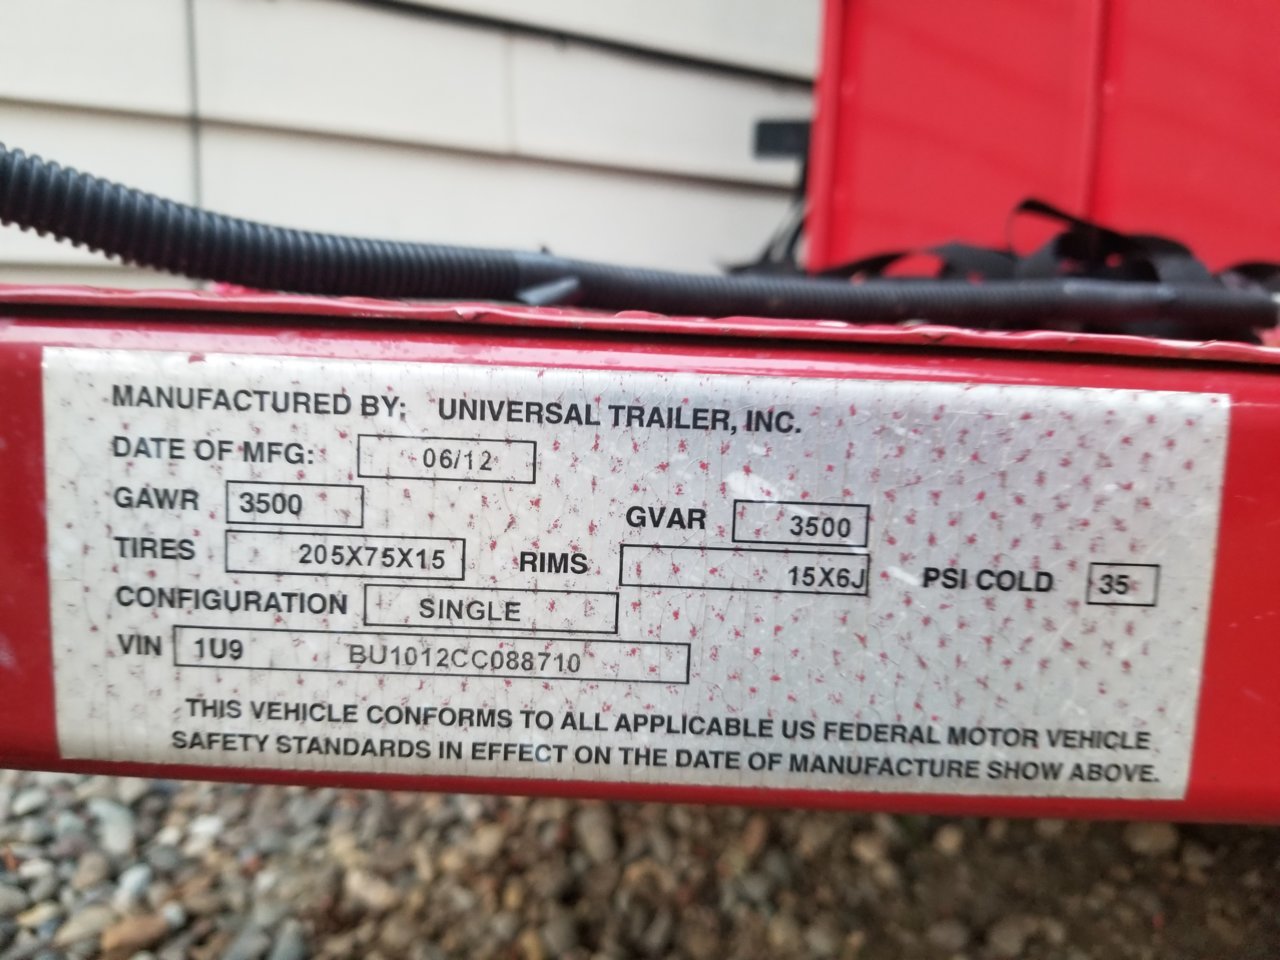 MANUFACTURED BY: UNIVERSAL TRAILER, INC.
DATE OF MFG: 06/12
GAWR 3500 GVAR 3500
TIRES 205X75X15 RIMS 15X6J PSI COLD 35
CONFIGURATION SINGLE
VIN 1U9 BU1012CC088710
THIS VEHICLE CONFORMS TO ALL APPLICABLE US FEDERAL MOTOR VEHICLE
SAFETY STANDARDS IN EFFECT ON THE DATE OF MANUFACTURE SHOW ABOVE.